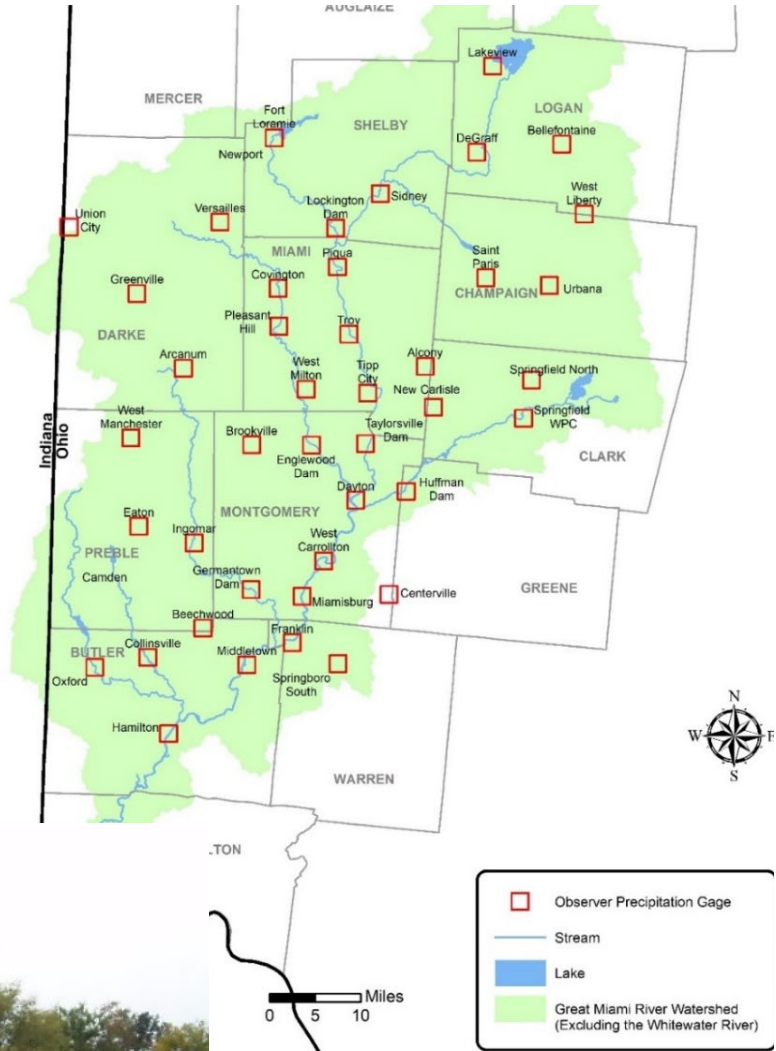 AUGLAIZE
Lakeview
MERCER
LOGAN
Fort
Loramie
SHELBY
DeGraff
Bellefontaine
Newport
West
Liberty
Lockington
Dam
Sidney
Versailles
Union
City
MIAMI
Piqua
Saint
Paris
Covington
Greenville
CHAMPAIGN
Urbana
Pleasant
Hill
Troy
DARKE
Arcanum
West
Milton
Tipp
City
Alcony
Springfield North
New Carlisle
West
Manchester
Brookville
Taylorsville
Dam
Springfield
WPC
Indiana
Ohio
Englewood
Dam
CLARK
Dayton
Huffman
Dam
Eaton
MONTGOMERY
Ingomar
West
Carrollton
PREBLE
Germantown
Dam
Camden
GREENE
Miamisburg
Centerville
Beechwood
Franklin
BUTLER
Collinsville
Middletown
Oxford
Springboro
South
Hamilton
N
W
E
S
WARREN
LTON
Observer Precipitation Gage
Stream
Lake
Great Miami River Watershed
(Excluding the Whitewater River)
Miles
0 5 10